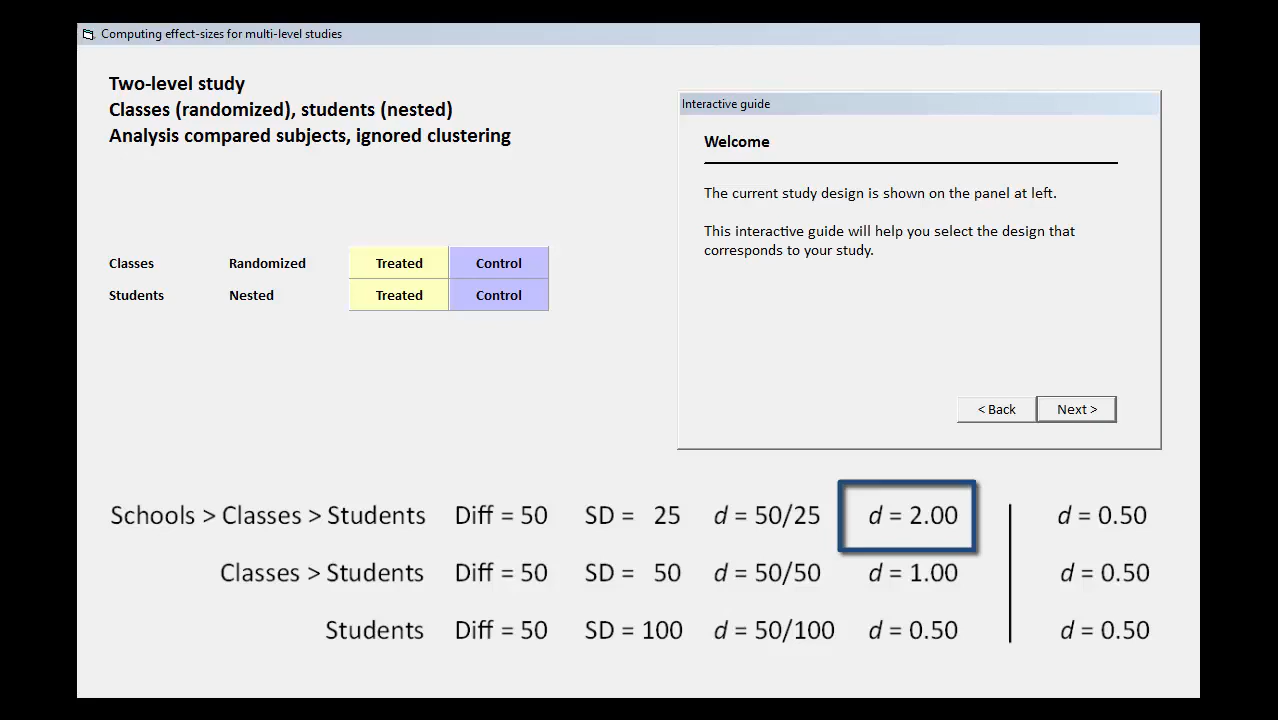 Computing effect-sizes for multi-level studies
Two-level study
Classes (randomized), students (nested)
Analysis compared subjects, ignored clustering
Classes Randomized Treated Control
Students Nested Treated Control
Interactive guide
Welcome
The current study design is shown on the panel at left.
This interactive guide will help you select the design that
corresponds to your study.
< Back Next >
Schools > Classes > Students Diff = 50 SD = 25 d = 50/25 d = 2.00 d = 0.50
Classes > Students Diff = 50 SD = 50 d = 50/50 d = 1.00 d = 0.50
Students Diff = 50 SD = 100 d = 50/100 d = 0.50 d = 0.50